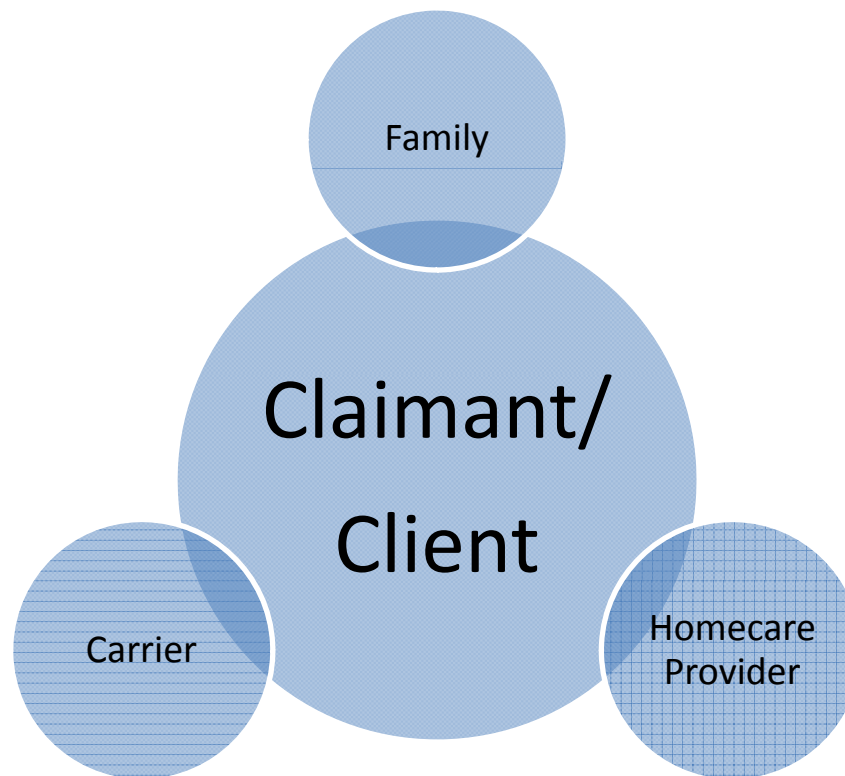 Family
Claimant/
Client
Carrier
Homecare
Provider